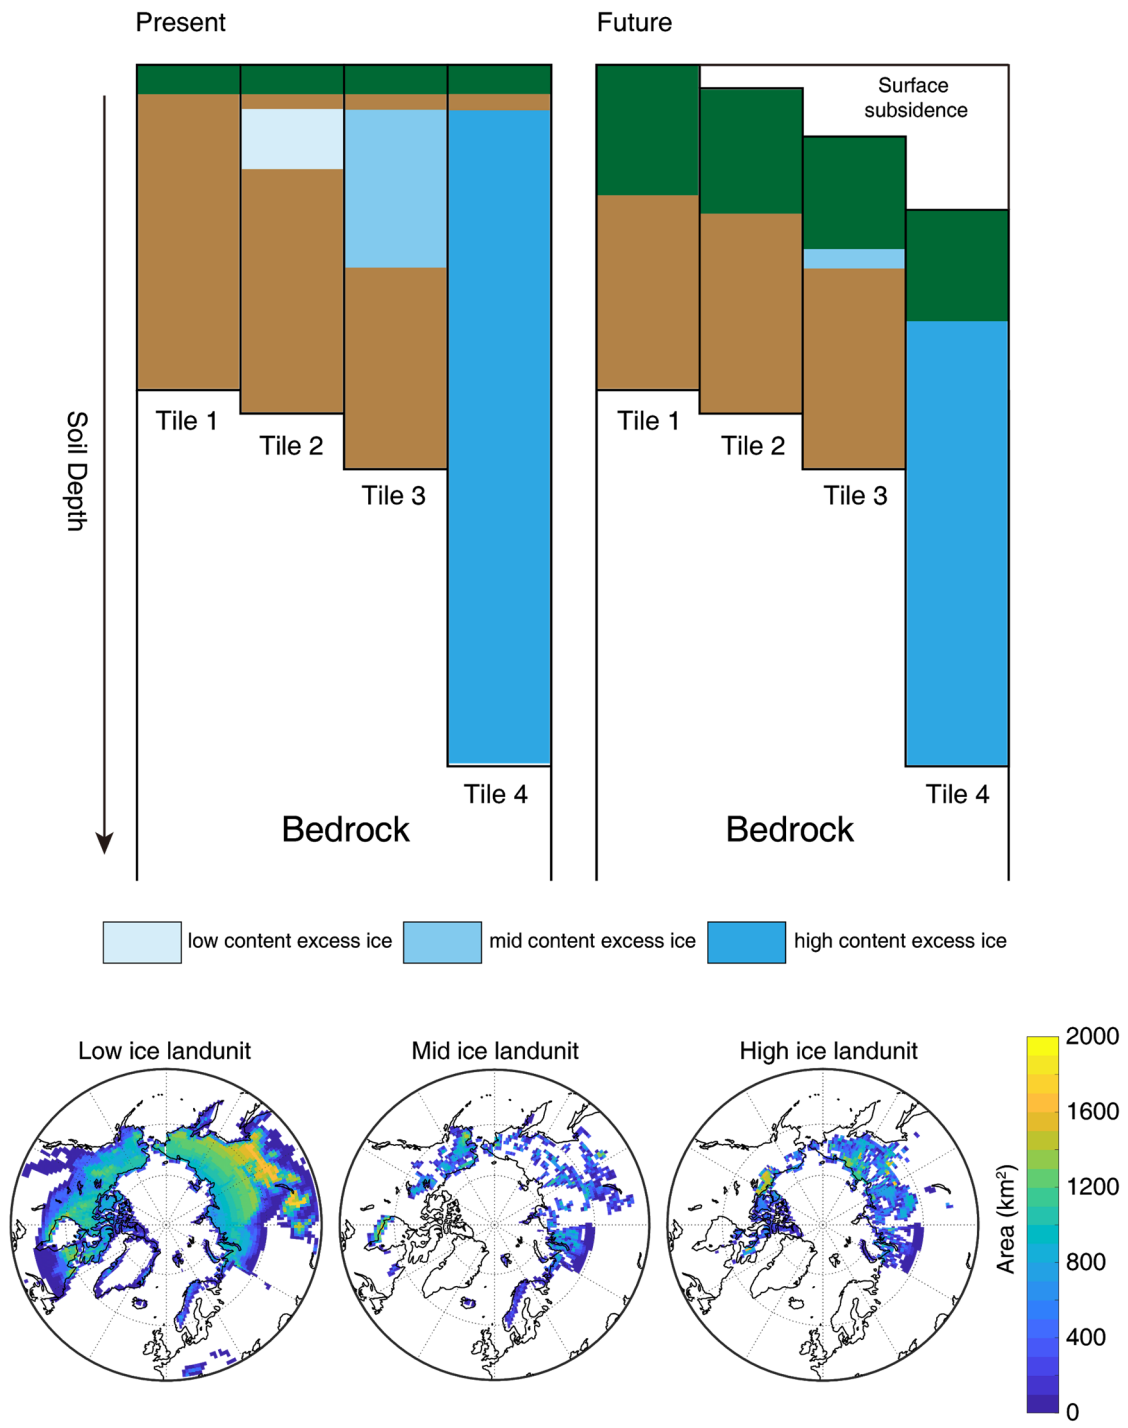 Present
Future
Surface
subsidence
Soil Depth
Tile 1
Tile 2
Tile 3
Tile 4
Bedrock
Tile 1
Tile 2
Tile 3
Tile 4
Bedrock
low content excess ice
mid content excess ice
high content excess ice
Low ice landunit
Mid ice landunit
High ice landunit
2000
1600
1200
800
400
0
Area (km²)